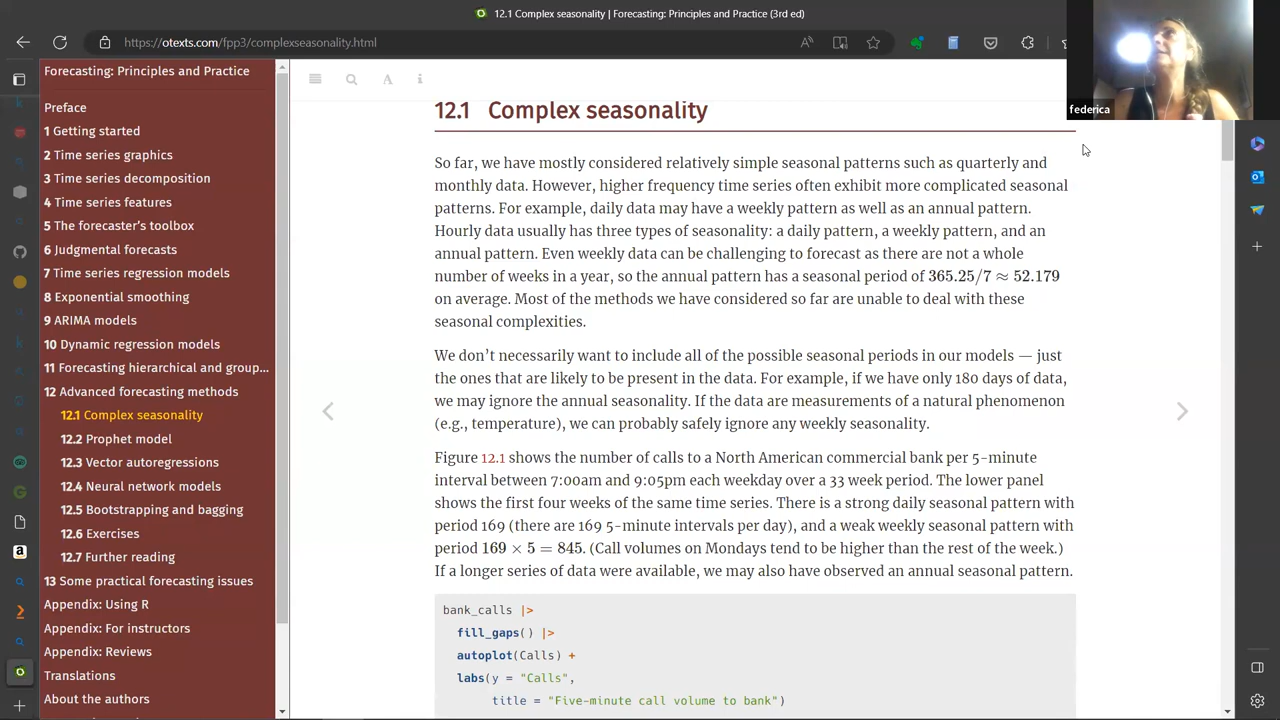 12.1 Complex seasonality | Forecasting: Principles and Practice (3rd ed)
https://otexts.com/fpp3/complexseasonality.html
federica
Forecasting: Principles and Practice
Preface
1 Getting started
2 Time series graphics
3 Time series decomposition
4 Time series features
5 The forecaster's toolbox
6 Judgmental forecasts
7 Time series regression models
8 Exponential smoothing
9 ARIMA models
10 Dynamic regression models
11 Forecasting hierarchical and group...
12 Advanced forecasting methods
12.1 Complex seasonality
12.2 Prophet model
12.3 Vector autoregressions
12.4 Neural network models
12.5 Bootstrapping and bagging
12.6 Exercises
12.7 Further reading
13 Some practical forecasting issues
Appendix: Using R
Appendix: For instructors
Appendix: Reviews
Translations
About the authors
12.1 Complex seasonality
So far, we have mostly considered relatively simple seasonal patterns such as quarterly and
monthly data. However, higher frequency time series often exhibit more complicated seasonal
patterns. For example, daily data may have a weekly pattern as well as an annual pattern.
Hourly data usually has three types of seasonality: a daily pattern, a weekly pattern, and an
annual pattern. Even weekly data can be challenging to forecast as there are not a whole
number of weeks in a year, so the annual pattern has a seasonal period of 365.25/7 ≈ 52.179
on average. Most of the methods we have considered so far are unable to deal with these
seasonal complexities.
We don't necessarily want to include all of the possible seasonal periods in our models — just
the ones that are likely to be present in the data. For example, if we have only 180 days of data,
we may ignore the annual seasonality. If the data are measurements of a natural phenomenon
(e.g., temperature), we can probably safely ignore any weekly seasonality.
Figure 12.1 shows the number of calls to a North American commercial bank per 5-minute
interval between 7:00am and 9:05pm each weekday over a 33 week period. The lower panel
shows the first four weeks of the same time series. There is a strong daily seasonal pattern with
period 169 (there are 169 5-minute intervals per day), and a weak weekly seasonal pattern with
period 169 × 5 = 845. (Call volumes on Mondays tend to be higher than the rest of the week.)
If a longer series of data were available, we may also have observed an annual seasonal pattern.
bank_calls |>
fill_gaps() |>
autoplot(Calls) +
labs(y = "Calls",
title = "Five-minute call volume to bank")